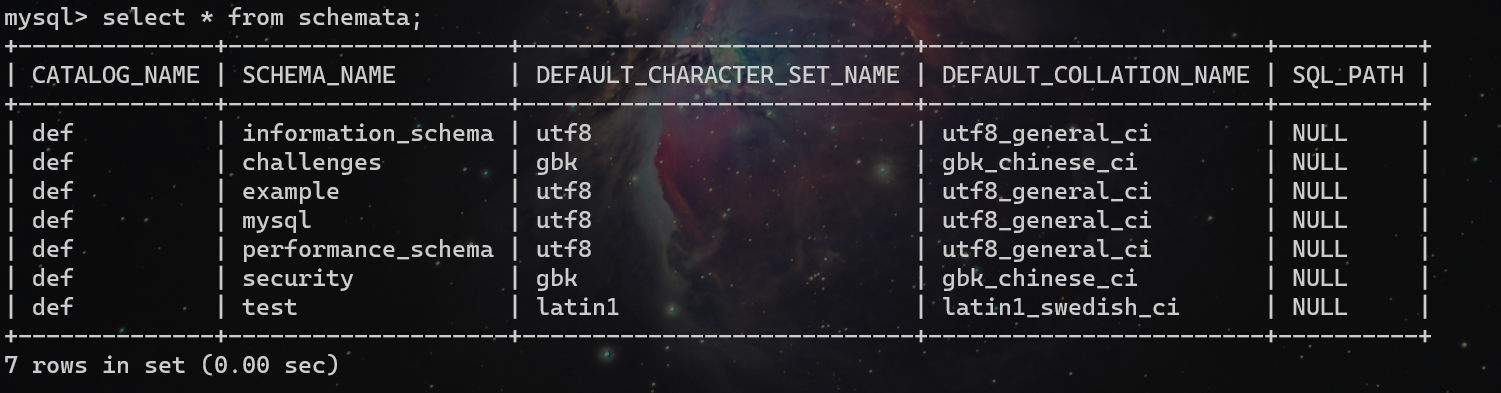 mysql> select * from schemata;
+--------------+--------------------+----------------------------+------------------------+----------+
| CATALOG_NAME | SCHEMA_NAME        | DEFAULT_CHARACTER_SET_NAME | DEFAULT_COLLATION_NAME | SQL_PATH |
+--------------+--------------------+----------------------------+------------------------+----------+
| def          | information_schema | utf8                       | utf8_general_ci        | NULL     |
| def          | challenges         | gbk                        | gbk_chinese_ci         | NULL     |
| def          | example            | utf8                       | utf8_general_ci        | NULL     |
| def          | mysql              | utf8                       | utf8_general_ci        | NULL     |
| def          | performance_schema | utf8                       | utf8_general_ci        | NULL     |
| def          | security           | gbk                        | gbk_chinese_ci         | NULL     |
| def          | test               | latin1                     | latin1_swedish_ci      | NULL     |
+--------------+--------------------+----------------------------+------------------------+----------+
7 rows in set (0.00 sec)